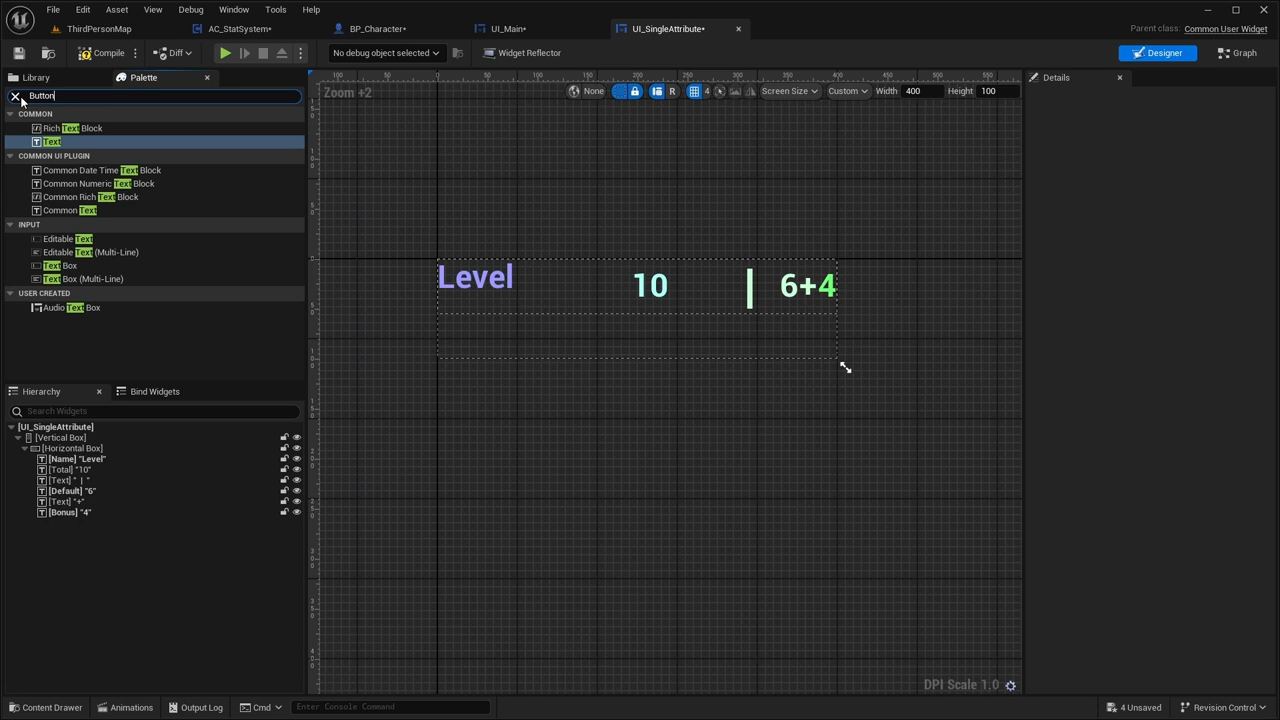 File Edit Asset View Debug Window Tools Help
ThirdPersonMap AC_StatSystem• BP_Character• UI_Main• UI_SingleAttribute• Parent class: Common User Widget
Compile Diff No debug object selected Widget Reflector Designer Graph
Library Palette Details
Button
Zoom +2 None R 4 Screen Size Custom Width 400 Height 100
COMMON
Rich Text Block
Text
COMMON UI PLUGIN
Common Date Time Text Block
Common Numeric Text Block
Common Rich Text Block
Common Text
INPUT
Editable Text
Editable Text (Multi-Line)
Text Box
Text Box (Multi-Line)
USER CREATED
Audio Text Box
Level 10 | 6+4
Hierarchy Bind Widgets
Search Widgets
[UI_SingleAttribute]
[Vertical Box]
[Horizontal Box]
[Name] "Level"
[Total] "10"
[Text] " | "
[Default] "6"
[Text] "+"
[Bonus] "4"
DPI Scale 1.0
Content Drawer Animations Output Log Cmd Enter Console Command 4 Unsaved Revision Control